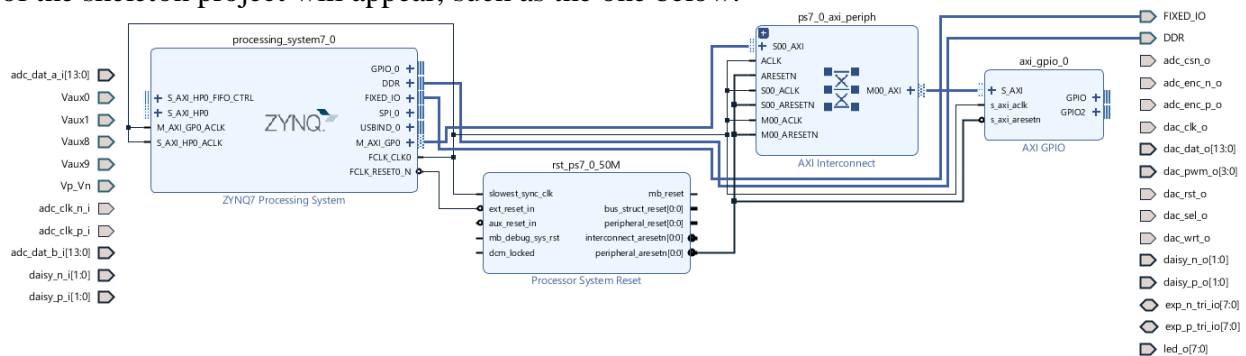 of the skeleton project will appear, such as the one below.
adc_dat_a_i[13:0]
Vaux0
Vaux1
Vaux8
Vaux9
Vp_Vn
adc_clk_n_i
adc_clk_p_i
adc_dat_b_i[13:0]
daisy_n_i[1:0]
daisy_p_i[1:0]
processing_system7_0
S_AXI_HP0_FIFO_CTRL
S_AXI_HP0
M_AXI_GP0_ACLK
S_AXI_HP0_ACLK
ZYNQ
GPIO_0
DDR
FIXED_IO
SPI_0
USBIND_0
M_AXI_GP0
FCLK_CLK0
FCLK_RESET0_N
ZYNQ7 Processing System
rst_ps7_0_50M
slowest_sync_clk
ext_reset_in
aux_reset_in
mb_debug_sys_rst
dcm_locked
mb_reset
bus_struct_reset[0:0]
peripheral_reset[0:0]
interconnect_aresetn[0:0]
peripheral_aresetn[0:0]
Processor System Reset
ps7_0_axi_periph
S00_AXI
ACLK
ARESETN
S00_ACLK
S00_ARESETN
M00_ACLK
M00_ARESETN
M00_AXI
AXI Interconnect
axi_gpio_0
S_AXI
s_axi_aclk
s_axi_aresetn
GPIO
GPIO2
AXI GPIO
FIXED_IO
DDR
adc_csn_o
adc_enc_n_o
adc_enc_p_o
dac_clk_o
dac_dat_o[13:0]
dac_pwm_o[3:0]
dac_rst_o
dac_sel_o
dac_wrt_o
daisy_n_o[1:0]
daisy_p_o[1:0]
exp_n_tri_io[7:0]
exp_p_tri_io[7:0]
led_o[7:0]